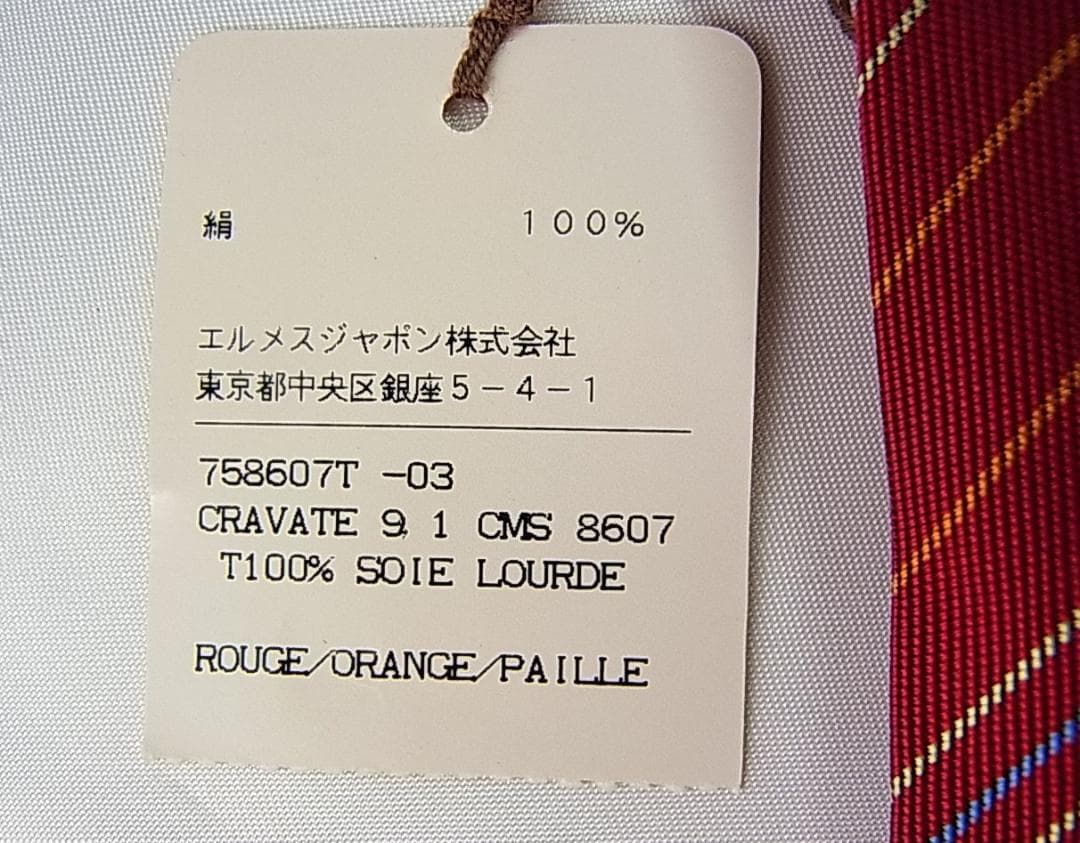 絹 １００％
エルメスジャポン株式会社
東京都中央区銀座５－４－１
758607T -03
CRAVATE 9,1 CMS 8607
T100% SOIE LOURDE
ROUGE/ORANGE/PAILLE